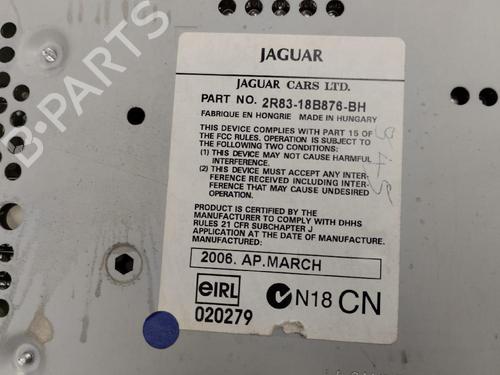 JAGUAR
JAGUAR CARS LTD.
PART NO. 2R83-18B876-BH
FABRIQUE EN HONGRIE MADE IN HUNGARY
THIS DEVICE COMPLIES WITH PART 15 OF
THE FCC RULES. OPERATION IS SUBJECT TO
THE FOLLOWING TWO CONDITIONS:
(1) THIS DEVICE MAY NOT CAUSE HARMFUL
INTERFERENCE.
(2) THIS DEVICE MUST ACCEPT ANY INTER-
FERENCE RECEIVED INCLUDING INTER-
FERENCE THAT MAY CAUSE UNDESIRED
OPERATION.
PRODUCT IS CERTIFIED BY THE
MANUFACTURER TO COMPLY WITH DHHS
RULES 21 CFR SUBCHAPTER J
APPLICATION AT THE DATE OF MANUFACTURE.
MANUFACTURED:
2006. AP.MARCH
eIRL
020279
N18 CN
B-PARTS